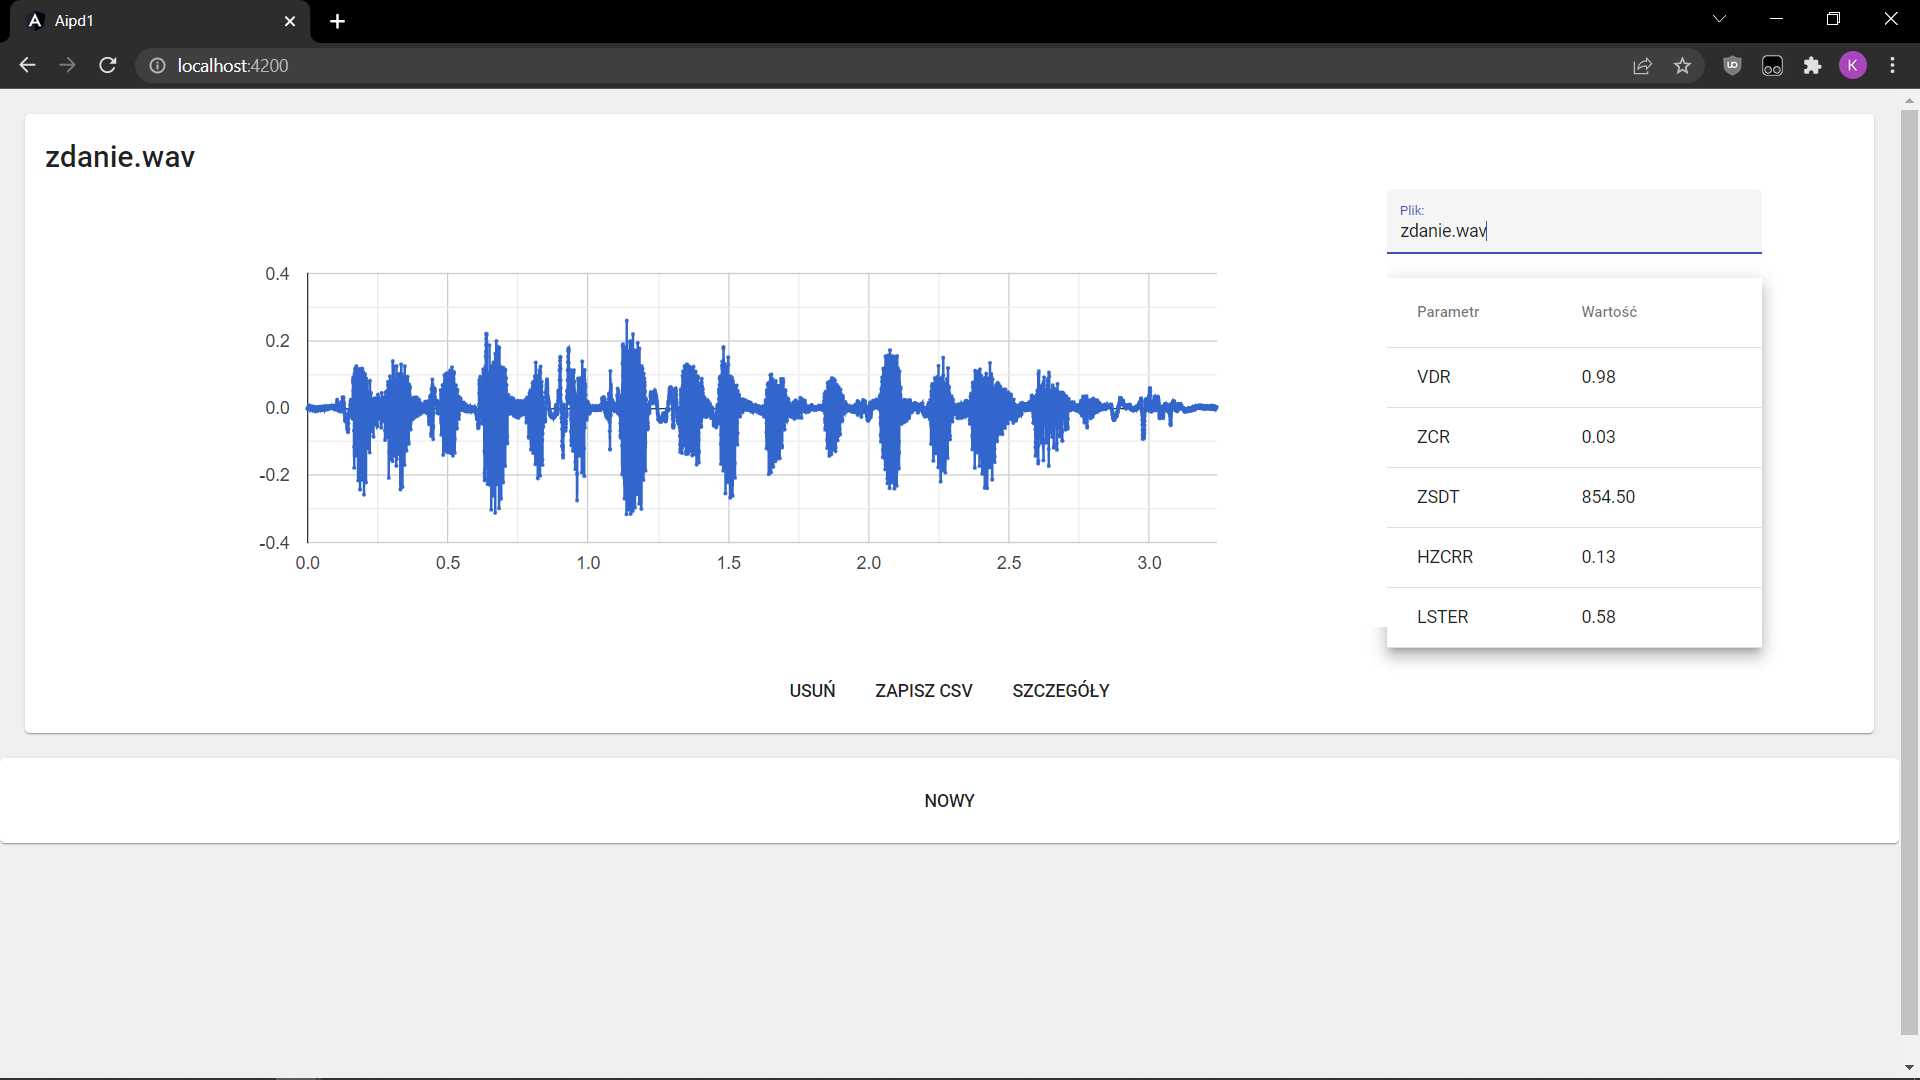 Aipd1
localhost:4200
K
zdanie.wav
Plik:
zdanie.wav
0.4
0.2
0.0
-0.2
-0.4
0.0 0.5 1.0 1.5 2.0 2.5 3.0
Parametr Wartość
VDR 0.98
ZCR 0.03
ZSDT 854.50
HZCRR 0.13
LSTER 0.58
USUŃ ZAPISZ CSV SZCZEGÓŁY
NOWY